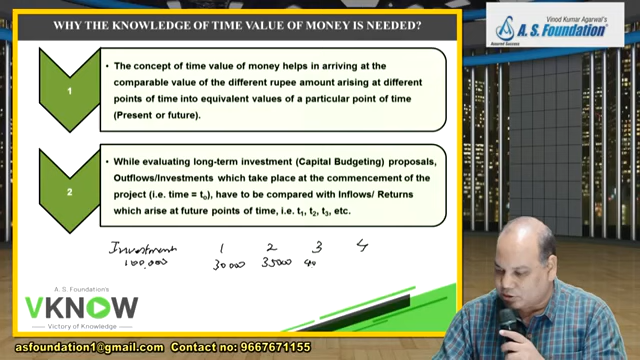 WHY THE KNOWLEDGE OF TIME VALUE OF MONEY IS NEEDED?
Vinod Kumar Agarwal's
A. S. Foundation®
Assured Success
1
• The concept of time value of money helps in arriving at the
comparable value of the different rupee amount arising at different
points of time into equivalent values of a particular point of time
(Present or future).
2
• While evaluating long-term investment (Capital Budgeting) proposals,
Outflows/Investments which take place at the commencement of the
project (i.e. time = t₀), have to be compared with Inflows/ Returns
which arise at future points of time, i.e. t₁, t₂, t₃, etc.
Investment 1 2 3 4
100,000 30000 35000 40
A. S. Foundation's
VKNOW
- Victory of Knowledge -
asfoundation1@gmail.com Contact no: 9667671155